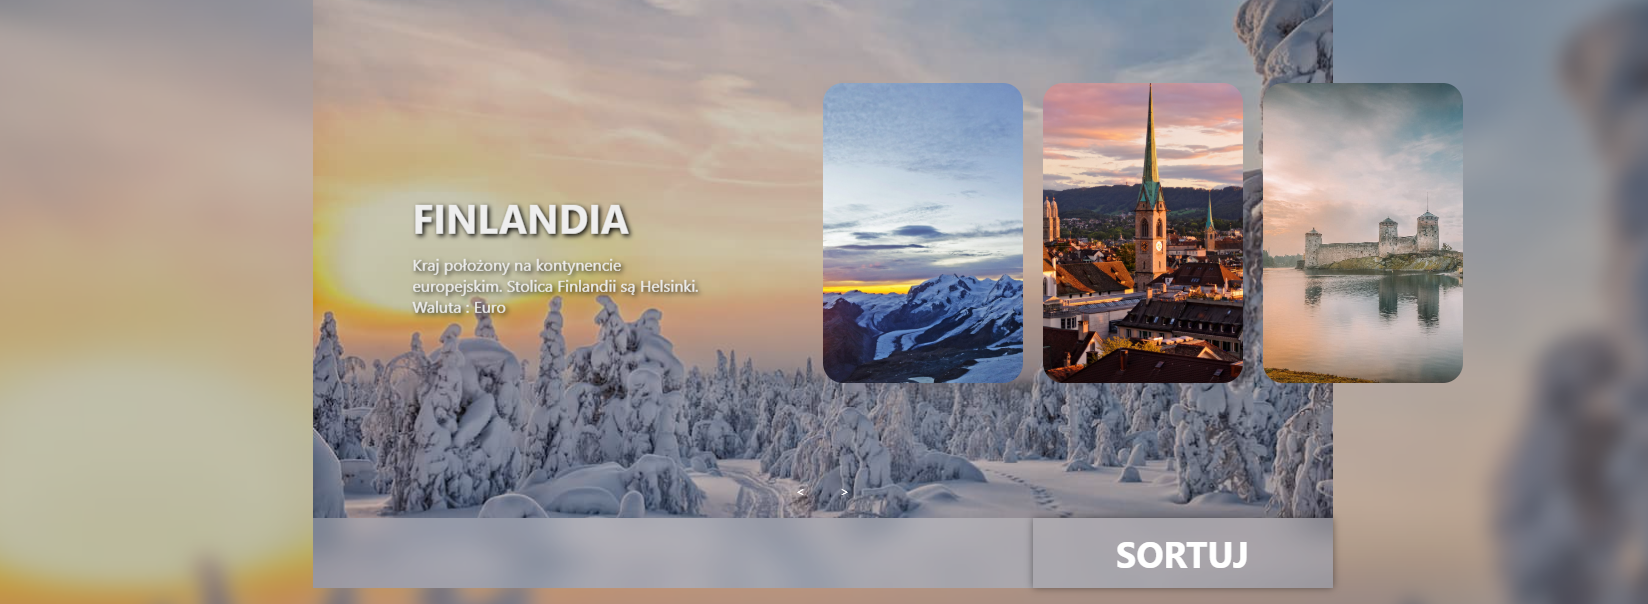 FINLANDIA
Kraj położony na kontynencie
europejskim. Stolica Finlandii są Helsinki.
Waluta : Euro
< >
SORTUJ